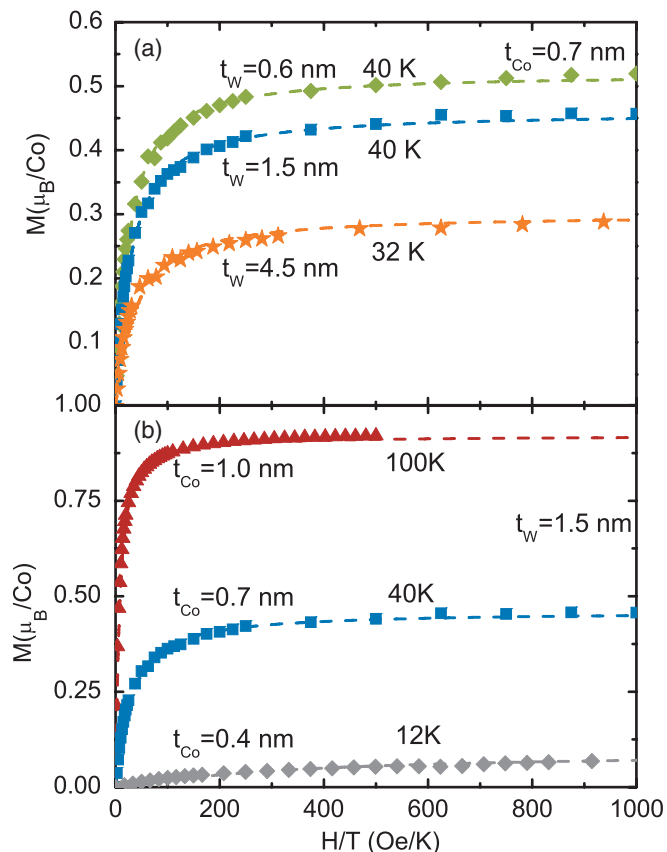 (a)
t_W=0.6 nm 40 K t_Co=0.7 nm
t_W=1.5 nm 40 K
t_W=4.5 nm 32 K
M(μ_B/Co)
0.6
0.5
0.4
0.3
0.2
0.1
1.00
(b)
t_Co=1.0 nm 100K
t_W=1.5 nm
t_Co=0.7 nm 40K
t_Co=0.4 nm 12K
M(μ_B/Co)
0.75
0.50
0.25
0.00
0 200 400 600 800 1000
H/T (Oe/K)